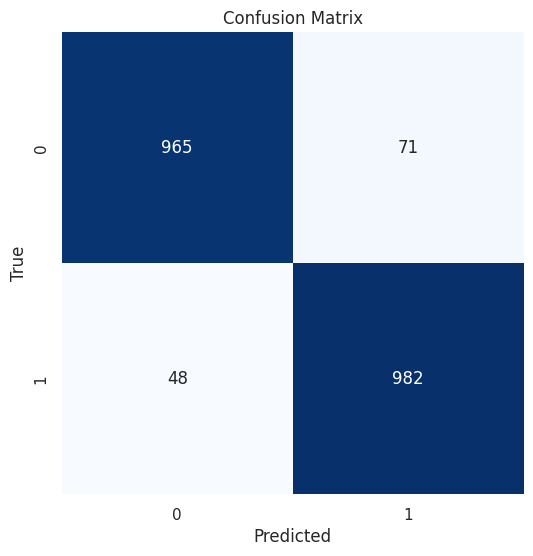 Confusion Matrix
True
0
965
71
1
48
982
0
1
Predicted